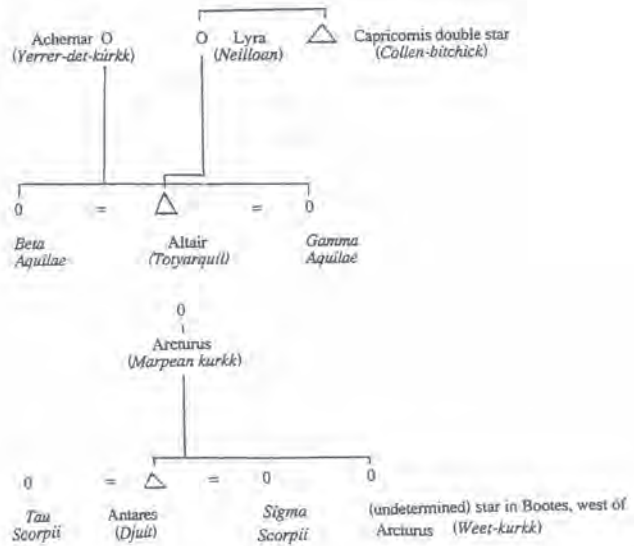 Achernar O
(Yerrer-det-kurkk)
O Lyra
(Neilloan)
Capricornis double star
(Collen-bitchick)
0 = = 0
Beta
Aquilae
Altair
(Totyarquil)
Gamma
Aquilae
0
Arcturus
(Marpean kurkk)
0 = = 0 0
Tau
Scorpii
Antares
(Djuit)
Sigma
Scorpii
(undetermined) star in Bootes, west of
Arcturus (Weet-kurkk)